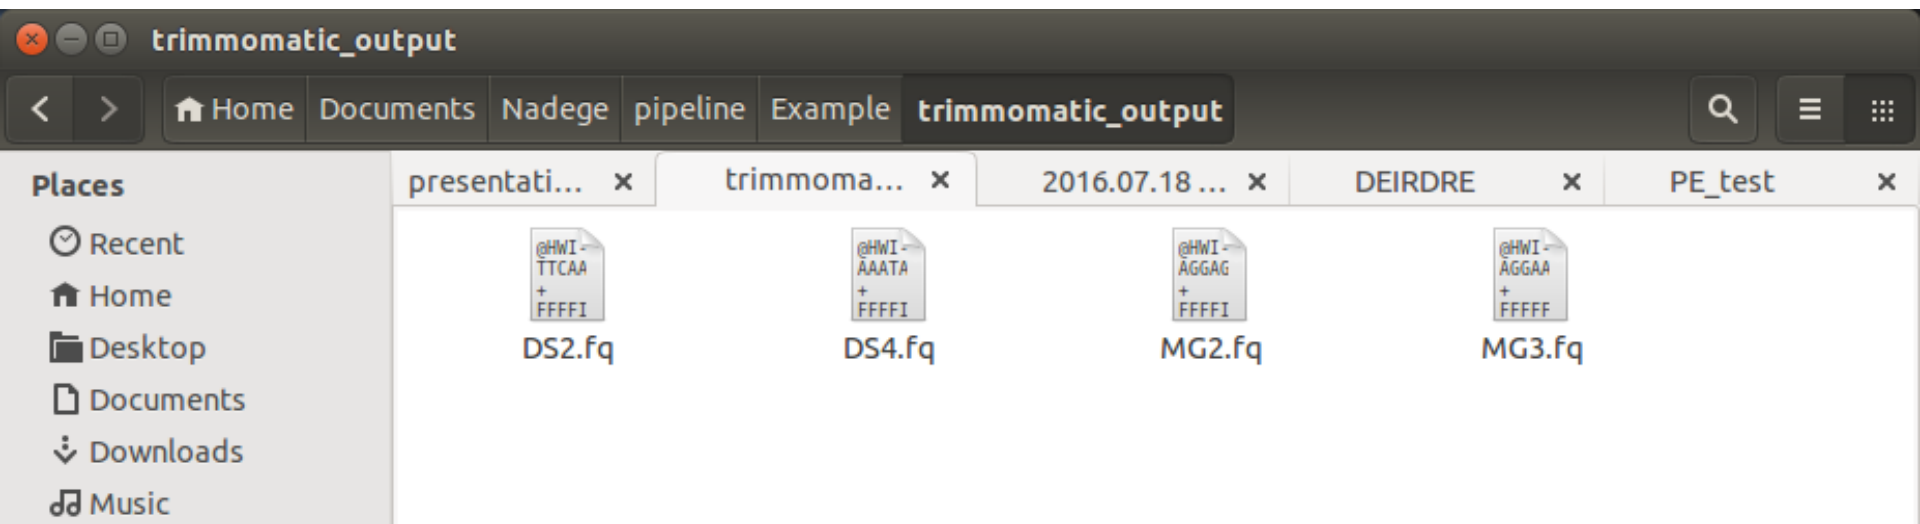 trimmomatic_output
Home Documents Nadege pipeline Example trimmomatic_output
Places
Recent
Home
Desktop
Documents
Downloads
Music
presentati... trimmoma... 2016.07.18 ... DEIRDRE PE_test
@HWI-
TTCAA
+
FFFFI
DS2.fq
@HWI-
AAATA
+
FFFFI
DS4.fq
@HWI-
AGGAG
+
FFFFI
MG2.fq
@HWI-
AGGAA
+
FFFFF
MG3.fq